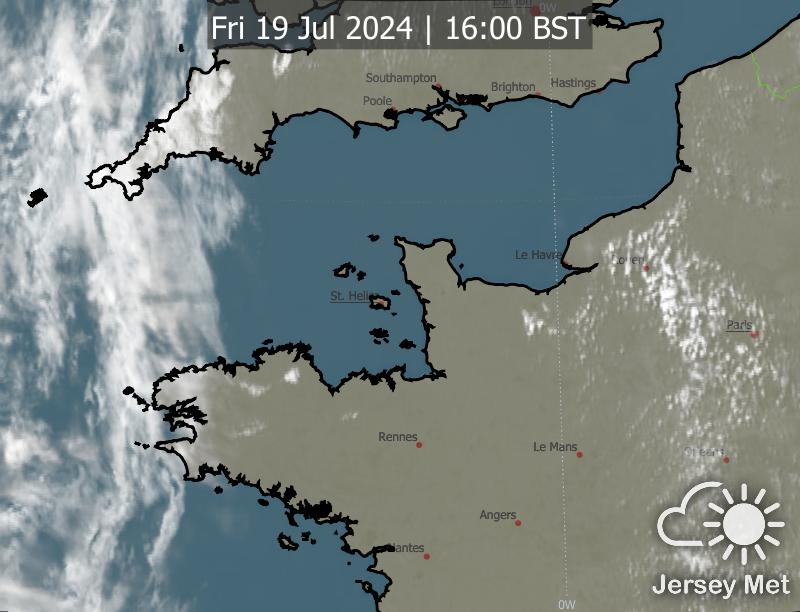 0W
Fri 19 Jul 2024 | 16:00 BST
Southampton
Brighton
Hastings
Poole
Le Havre
Rouen
St. Helier
Paris
Rennes
Le Mans
Orleans
Angers
Nantes
Jersey Met
0W